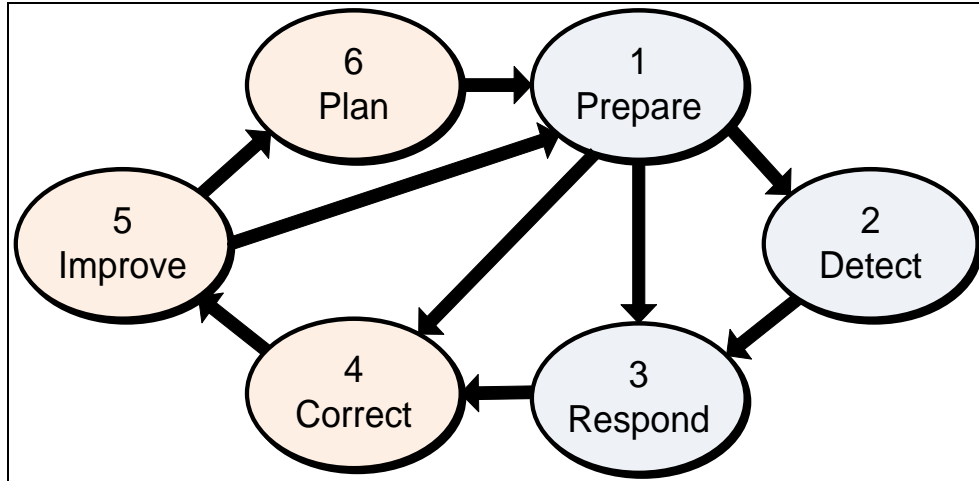 6
Plan
1
Prepare
5
Improve
2
Detect
4
Correct
3
Respond